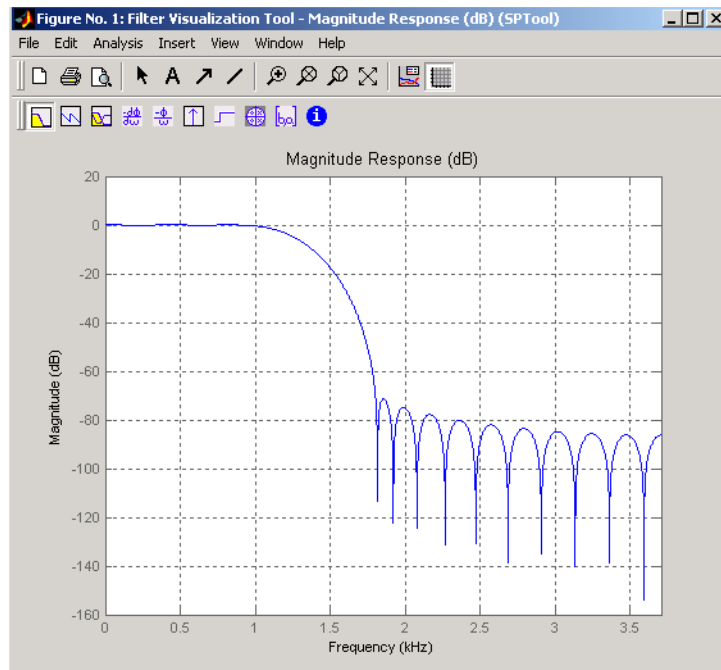 Figure No. 1: Filter Visualization Tool - Magnitude Response (dB) (SPTool)
File Edit Analysis Insert View Window Help
A
[b,a]
i
Magnitude Response (dB)
20
0
-20
-40
-60
-80
-100
-120
-140
-160
Magnitude (dB)
0 0.5 1 1.5 2 2.5 3 3.5
Frequency (kHz)